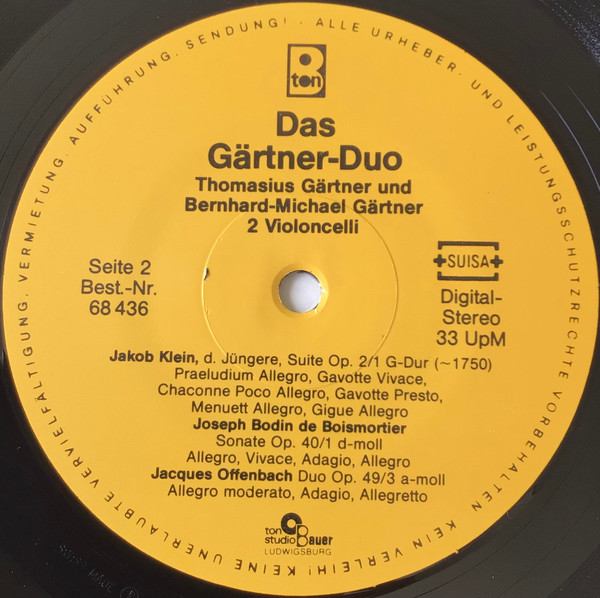 ALLE URHEBER. UND LEISTUNGSSCHUTZRECHTE VORBEHALTEN. KEIN VERLEIH! KEINE UNERLAUBTE VERVIELFÄLTIGUNG. VERMIETUNG. AUFFÜHRUNG. SENDUNG! ·
B
ton
Das
Gärtner-Duo
Thomasius Gärtner und
Bernhard-Michael Gärtner
2 Violoncelli
Seite 2
Best.-Nr.
68 436
SUISA
Digital-
Stereo
33 UpM
Jakob Klein, d. Jüngere, Suite Op. 2/1 G-Dur (~1750)
Praeludium Allegro, Gavotte Vivace,
Chaconne Poco Allegro, Gavotte Presto,
Menuett Allegro, Gigue Allegro
Joseph Bodin de Boismortier
Sonate Op. 40/1 d-moll
Allegro, Vivace, Adagio, Allegro
Jacques Offenbach Duo Op. 49/3 a-moll
Allegro moderato, Adagio, Allegretto
ton
studio Bauer
LUDWIGSBURG